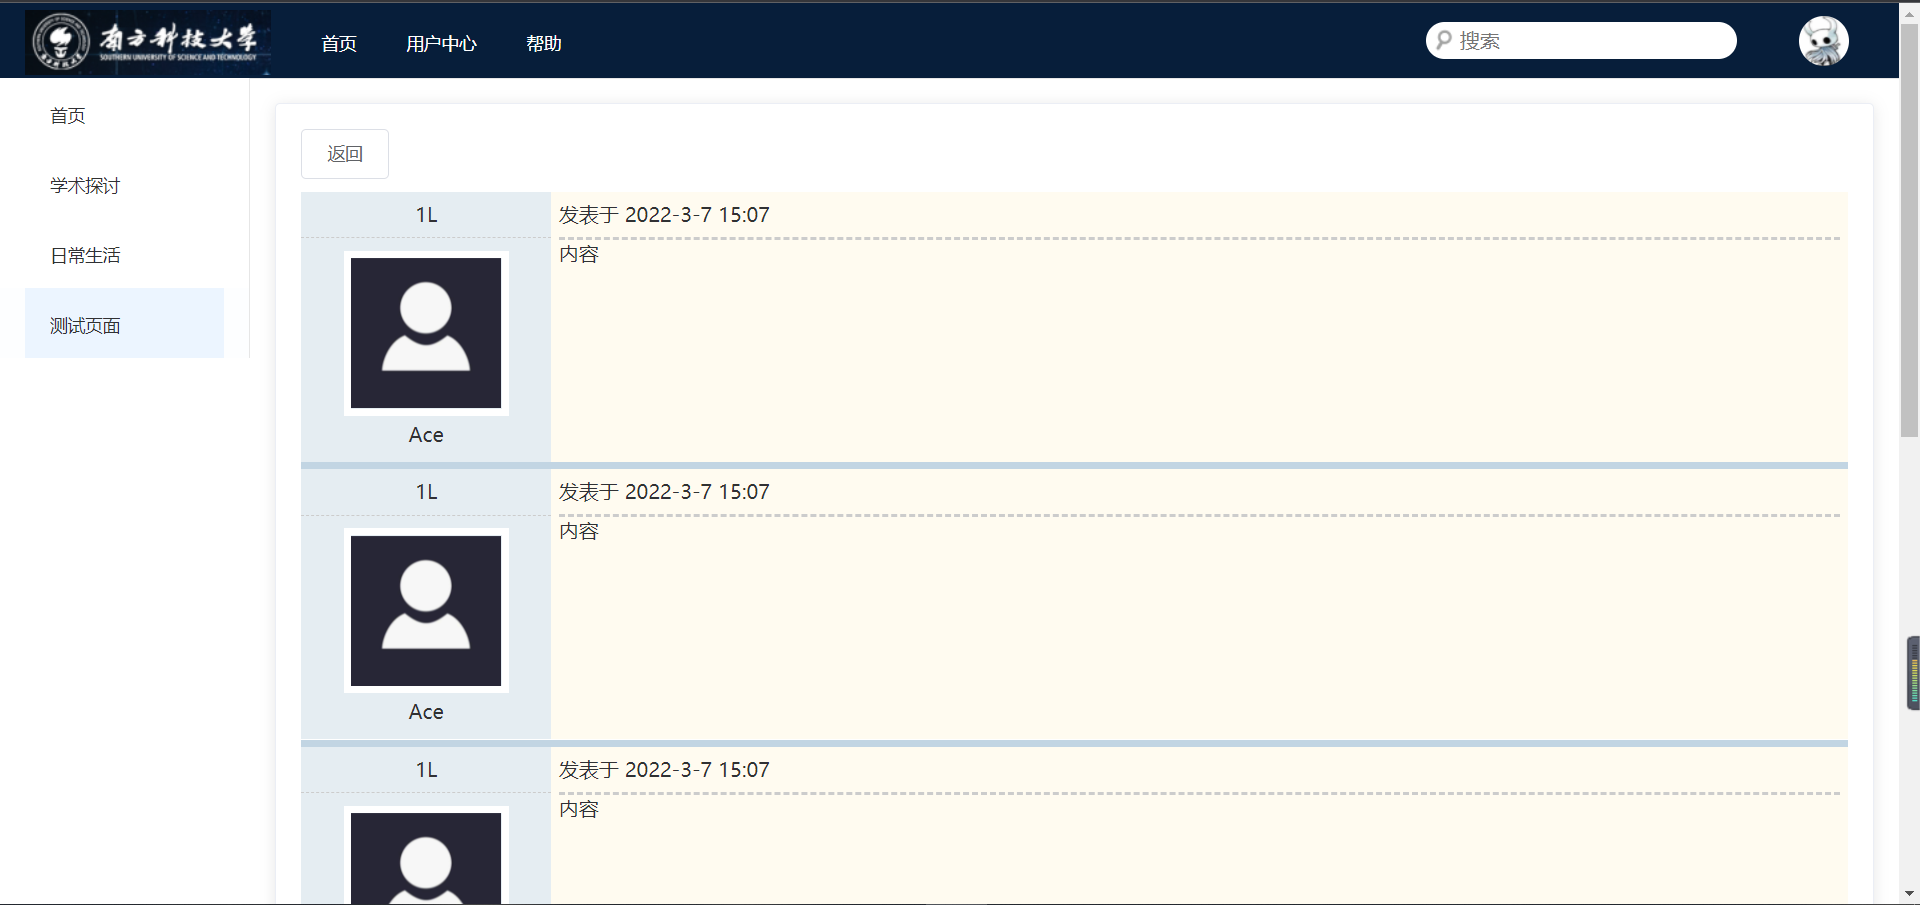 南方科技大学
SOUTHERN UNIVERSITY OF SCIENCE AND TECHNOLOGY
首页 用户中心 帮助
搜索
首页
学术探讨
日常生活
测试页面
返回
1L
发表于 2022-3-7 15:07
内容
Ace
1L
发表于 2022-3-7 15:07
内容
Ace
1L
发表于 2022-3-7 15:07
内容